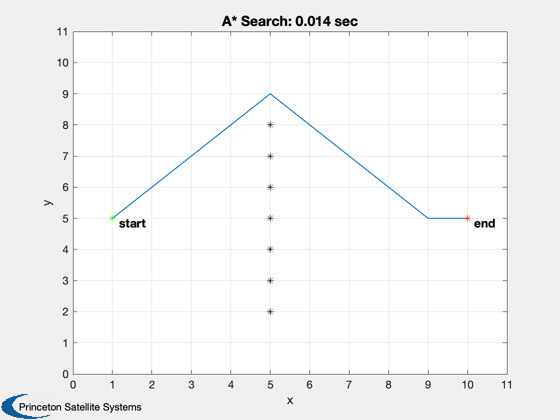 A* Search: 0.014 sec
11
10
9
8
7
6
5
4
3
2
1
0
y
start
end
0 1 2 3 4 5 6 7 8 9 10 11
x
Princeton Satellite Systems